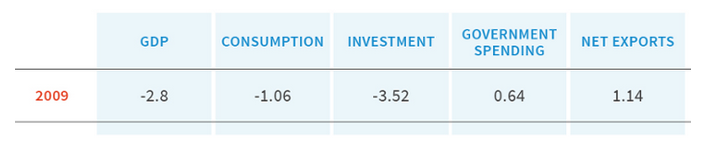 GDP CONSUMPTION INVESTMENT GOVERNMENT SPENDING NET EXPORTS
2009 -2.8 -1.06 -3.52 0.64 1.14